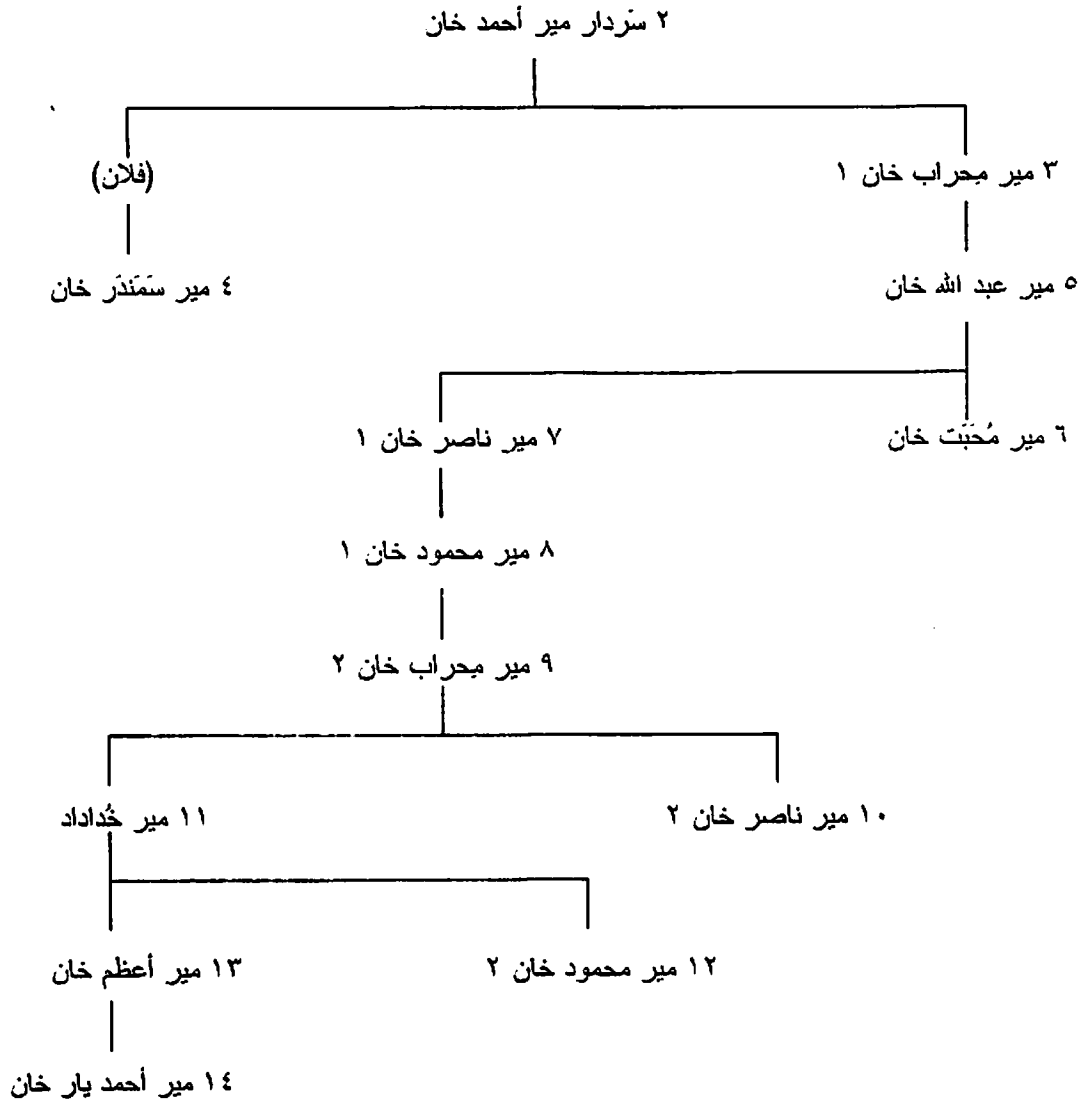 ٢ سَردار مير أحمد خان
٣ مير مِحراب خان ١
(فلان)
٥ مير عبد الله خان
٤ مير سَمَندَر خان
٦ مير مُحَبَت خان
٧ مير ناصر خان ١
٨ مير محمود خان ١
٩ مير مِحراب خان ٢
١٠ مير ناصر خان ٢
١١ مير خُداداد
١٢ مير محمود خان ٢
١٣ مير أعظم خان
١٤ مير أحمد يار خان